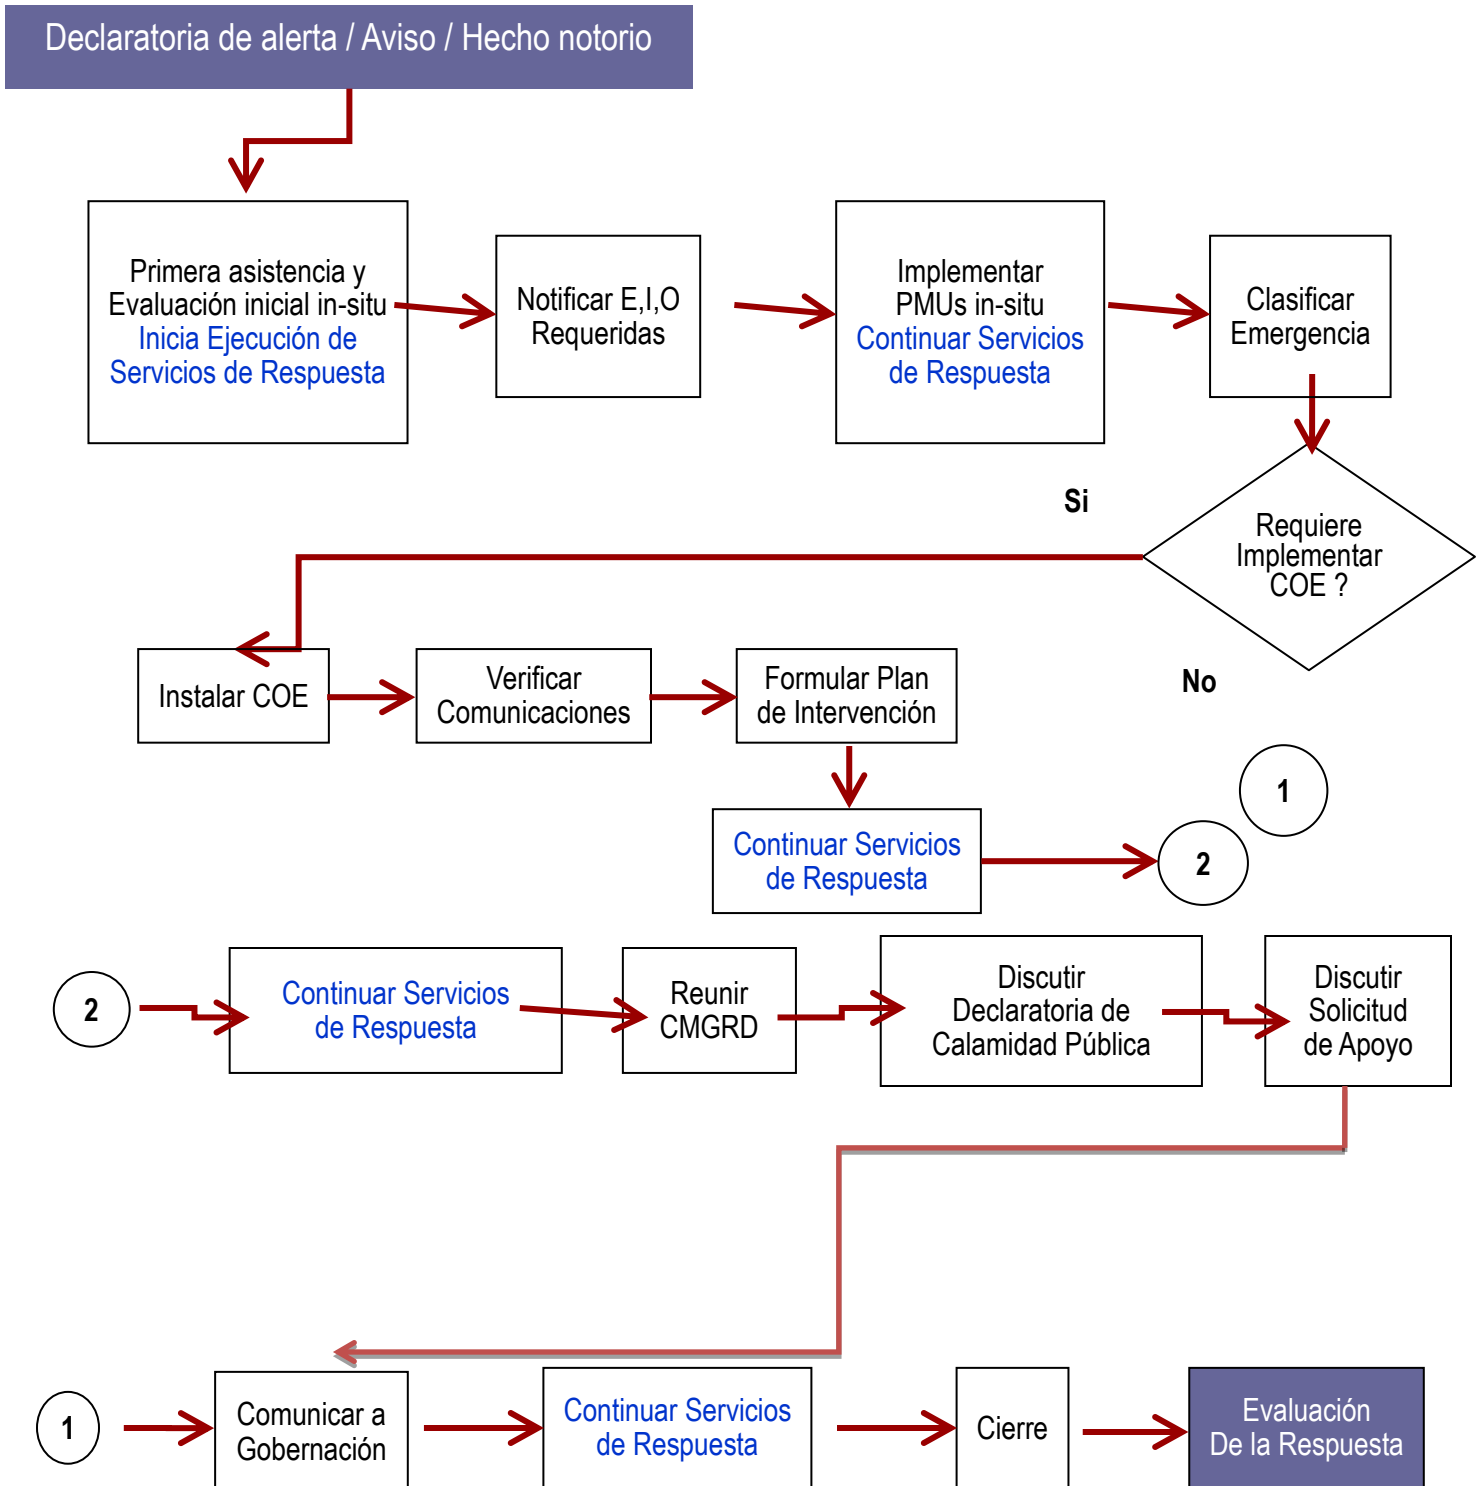 Declaratoria de alerta / Aviso / Hecho notorio
Primera asistencia y
Evaluación inicial in-situ
Inicia Ejecución de
Servicios de Respuesta
Notificar E,I,O
Requeridas
Implementar
PMUs in-situ
Continuar Servicios
de Respuesta
Clasificar
Emergencia
Si
Requiere
Implementar
COE ?
No
Instalar COE
Verificar
Comunicaciones
Formular Plan
de Intervención
1
Continuar Servicios
de Respuesta
2
2
Continuar Servicios
de Respuesta
Reunir
CMGRD
Discutir
Declaratoria de
Calamidad Pública
Discutir
Solicitud
de Apoyo
1
Comunicar a
Gobernación
Continuar Servicios
de Respuesta
Cierre
Evaluación
De la Respuesta